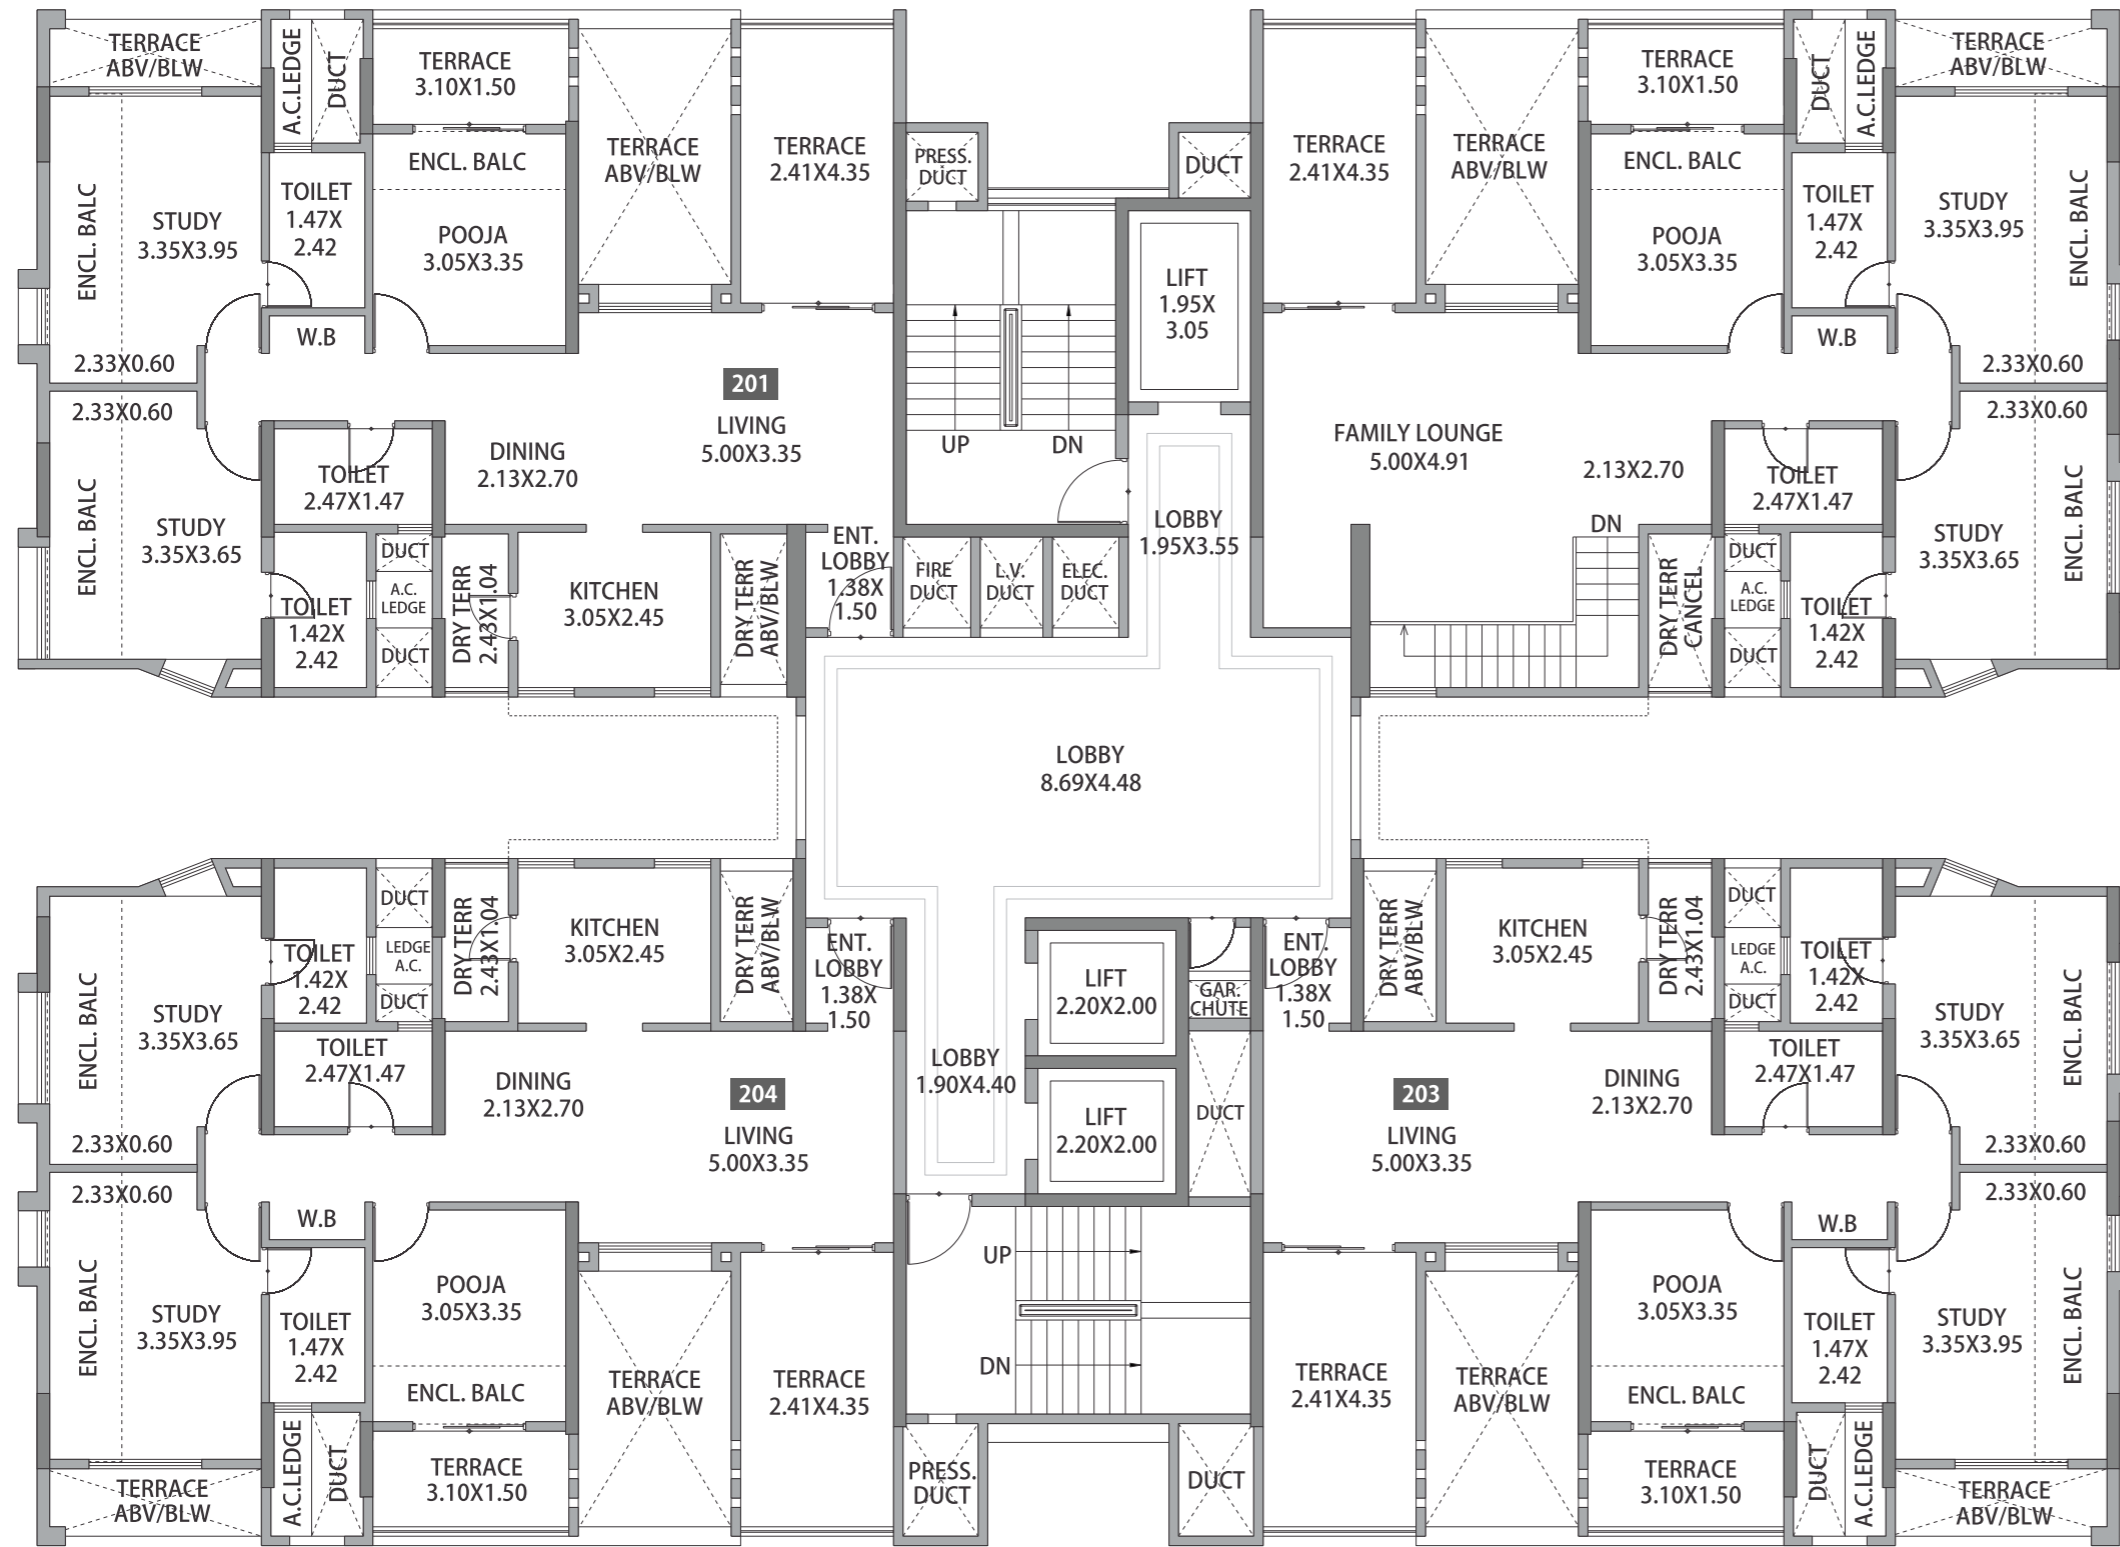 TERRACE
ABV/BLW
A.C.LEDGE
DUCT
TERRACE
3.10X1.50
ENCL. BALC
TERRACE
ABV/BLW
TERRACE
2.41X4.35
ENCL. BALC
STUDY
3.35X3.95
TOILET
1.47X
2.42
POOJA
3.05X3.35
W.B
2.33X0.60
2.33X0.60
201
LIVING
5.00X3.35
DINING
2.13X2.70
TOILET
2.47X1.47
ENCL. BALC
STUDY
3.35X3.65
TOILET
1.42X
2.42
DUCT
A.C.
LEDGE
DUCT
DRY TERR
2.43X1.04
KITCHEN
3.05X2.45
DRY TERR
ABV/BLW
ENT.
LOBBY
1.38X
1.50
PRESS.
DUCT
DUCT
LIFT
1.95X
3.05
UP
DN
LOBBY
1.95X3.55
FIRE
DUCT
L.V.
DUCT
ELEC.
DUCT
TERRACE
2.41X4.35
TERRACE
ABV/BLW
TERRACE
3.10X1.50
ENCL. BALC
DUCT
A.C.LEDGE
TERRACE
ABV/BLW
POOJA
3.05X3.35
TOILET
1.47X
2.42
STUDY
3.35X3.95
ENCL. BALC
W.B
2.33X0.60
2.33X0.60
FAMILY LOUNGE
5.00X4.91
2.13X2.70
TOILET
2.47X1.47
DN
DRY TERR
CANCEL
DUCT
A.C.
LEDGE
DUCT
TOILET
1.42X
2.42
STUDY
3.35X3.65
ENCL. BALC
LOBBY
8.69X4.48
ENCL. BALC
STUDY
3.35X3.65
TOILET
1.42X
2.42
DUCT
LEDGE
A.C.
DUCT
DRY TERR
2.43X1.04
KITCHEN
3.05X2.45
DRY TERR
ABV/BLW
ENT.
LOBBY
1.38X
1.50
TOILET
2.47X1.47
DINING
2.13X2.70
204
LIVING
5.00X3.35
2.33X0.60
2.33X0.60
W.B
ENCL. BALC
STUDY
3.35X3.95
TOILET
1.47X
2.42
POOJA
3.05X3.35
ENCL. BALC
TERRACE
ABV/BLW
TERRACE
2.41X4.35
TERRACE
ABV/BLW
A.C.LEDGE
DUCT
TERRACE
3.10X1.50
LOBBY
1.90X4.40
LIFT
2.20X2.00
LIFT
2.20X2.00
GAR.
CHUTE
DUCT
UP
DN
PRESS.
DUCT
DUCT
ENT.
LOBBY
1.38X
1.50
DRY TERR
ABV/BLW
KITCHEN
3.05X2.45
DRY TERR
2.43X1.04
DUCT
LEDGE
A.C.
DUCT
TOILET
1.42X
2.42
STUDY
3.35X3.65
ENCL. BALC
203
LIVING
5.00X3.35
DINING
2.13X2.70
TOILET
2.47X1.47
2.33X0.60
2.33X0.60
W.B
POOJA
3.05X3.35
ENCL. BALC
TOILET
1.47X
2.42
STUDY
3.35X3.95
ENCL. BALC
TERRACE
2.41X4.35
TERRACE
ABV/BLW
TERRACE
3.10X1.50
DUCT
A.C.LEDGE
TERRACE
ABV/BLW